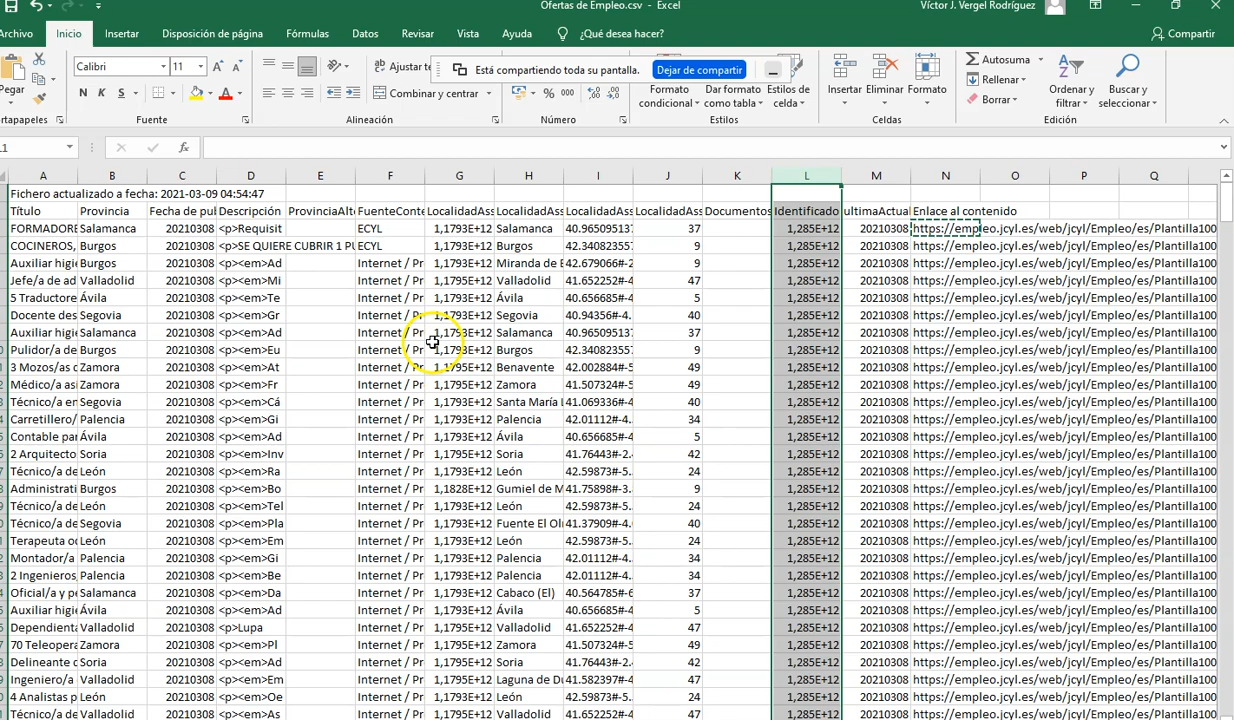 Ofertas de Empleo.csv - Excel
Víctor J. Vergel Rodríguez
Archivo Inicio Insertar Disposición de página Fórmulas Datos Revisar Vista Ayuda ¿Qué desea hacer? Compartir
Calibri 11 Ajustar te Está compartiendo toda su pantalla. Dejar de compartir Autosuma
Rellenar
Pegar N K S Combinar y centrar % 000 Formato condicional Dar formato como tabla Estilos de celda Insertar Eliminar Formato Borrar Ordenar y filtrar Buscar y seleccionar
rtapapeles Fuente Alineación Número Estilos Celdas Edición
L1 fx
A B C D E F G H I J K L M N O P Q
Fichero actualizado a fecha: 2021-03-09 04:54:47
Título Provincia Fecha de pul Descripción ProvinciaAlte FuenteConte LocalidadAss LocalidadAss LocalidadAss LocalidadAss Documentos Identificado ultimaActual Enlace al contenido
FORMADORE Salamanca 20210308 <p>Requisit ECYL 1,1793E+12 Salamanca 40.965095137 37 1,285E+12 20210308 https://empleo.jcyl.es/web/jcyl/Empleo/es/Plantilla100
COCINEROS, Burgos 20210308 <p>SE QUIERE CUBRIR 1 PU ECYL 1,1793E+12 Burgos 42.340823557 9 1,285E+12 20210308 https://empleo.jcyl.es/web/jcyl/Empleo/es/Plantilla100
Auxiliar higi Burgos 20210308 <p><em>Ad Internet / Pr 1,1793E+12 Miranda de E 42.679066#-2 9 1,285E+12 20210308 https://empleo.jcyl.es/web/jcyl/Empleo/es/Plantilla100
Jefe/a de ad Valladolid 20210308 <p><em>Mi Internet / Pr 1,1795E+12 Valladolid 41.652252#-4 47 1,285E+12 20210308 https://empleo.jcyl.es/web/jcyl/Empleo/es/Plantilla100
5 Traductore Ávila 20210308 <p><em>Te Internet / Pr 1,1793E+12 Ávila 40.656685#-4 5 1,285E+12 20210308 https://empleo.jcyl.es/web/jcyl/Empleo/es/Plantilla100
Docente des Segovia 20210308 <p><em>Gr Internet / Pr 1,1793E+12 Segovia 40.94356#-4. 40 1,285E+12 20210308 https://empleo.jcyl.es/web/jcyl/Empleo/es/Plantilla100
Auxiliar higi Salamanca 20210308 <p><em>Ad Internet / Pr 1,1793E+12 Salamanca 40.965095137 37 1,285E+12 20210308 https://empleo.jcyl.es/web/jcyl/Empleo/es/Plantilla100
Pulidor/a de Burgos 20210308 <p><em>Eu Internet / Pr 1,1793E+12 Burgos 42.340823557 9 1,285E+12 20210308 https://empleo.jcyl.es/web/jcyl/Empleo/es/Plantilla100
3 Mozos/as d Zamora 20210308 <p><em>At Internet / Pr 1,1795E+12 Benavente 42.002884#-5 49 1,285E+12 20210308 https://empleo.jcyl.es/web/jcyl/Empleo/es/Plantilla100
Médico/a as Zamora 20210308 <p><em>Fr Internet / Pr 1,1795E+12 Zamora 41.507324#-5 49 1,285E+12 20210308 https://empleo.jcyl.es/web/jcyl/Empleo/es/Plantilla100
Técnico/a en Segovia 20210308 <p><em>Cá Internet / Pr 1,1793E+12 Santa María L 41.069336#-4 40 1,285E+12 20210308 https://empleo.jcyl.es/web/jcyl/Empleo/es/Plantilla100
Carretillero/ Palencia 20210308 <p><em>Gi Internet / Pr 1,1793E+12 Palencia 42.01112#-4. 34 1,285E+12 20210308 https://empleo.jcyl.es/web/jcyl/Empleo/es/Plantilla100
Contable par Ávila 20210308 <p><em>Ad Internet / Pr 1,1793E+12 Ávila 40.656685#-4 5 1,285E+12 20210308 https://empleo.jcyl.es/web/jcyl/Empleo/es/Plantilla100
2 Arquitecto Soria 20210308 <p><em>Inv Internet / Pr 1,1795E+12 Soria 41.76443#-2. 42 1,285E+12 20210308 https://empleo.jcyl.es/web/jcyl/Empleo/es/Plantilla100
Técnico/a de León 20210308 <p><em>Ra Internet / Pr 1,1793E+12 León 42.59873#-5. 24 1,285E+12 20210308 https://empleo.jcyl.es/web/jcyl/Empleo/es/Plantilla100
Administrati Burgos 20210308 <p><em>Bo Internet / Pr 1,1828E+12 Gumiel de M 41.75898#-3. 9 1,285E+12 20210308 https://empleo.jcyl.es/web/jcyl/Empleo/es/Plantilla100
Técnico/a de León 20210308 <p><em>Tel Internet / Pr 1,1793E+12 León 42.59873#-5. 24 1,285E+12 20210308 https://empleo.jcyl.es/web/jcyl/Empleo/es/Plantilla100
Técnico/a de Segovia 20210308 <p><em>Pla Internet / Pr 1,1793E+12 Fuente El Oln 41.37909#-4. 40 1,285E+12 20210308 https://empleo.jcyl.es/web/jcyl/Empleo/es/Plantilla100
Terapeuta oc León 20210308 <p><em>Em Internet / Pr 1,1793E+12 León 42.59873#-5. 24 1,285E+12 20210308 https://empleo.jcyl.es/web/jcyl/Empleo/es/Plantilla100
Montador/a Palencia 20210308 <p><em>Gi Internet / Pr 1,1793E+12 Palencia 42.01112#-4. 34 1,285E+12 20210308 https://empleo.jcyl.es/web/jcyl/Empleo/es/Plantilla100
2 Ingenieros, Palencia 20210308 <p><em>Be Internet / Pr 1,1793E+12 Palencia 42.01112#-4. 34 1,285E+12 20210308 https://empleo.jcyl.es/web/jcyl/Empleo/es/Plantilla100
Oficial/a y pe Salamanca 20210308 <p><em>Da Internet / Pr 1,1793E+12 Cabaco (El) 40.564785#-6 37 1,285E+12 20210308 https://empleo.jcyl.es/web/jcyl/Empleo/es/Plantilla100
Auxiliar higi Ávila 20210308 <p><em>Ad Internet / Pr 1,1793E+12 Ávila 40.656685#-4 5 1,285E+12 20210308 https://empleo.jcyl.es/web/jcyl/Empleo/es/Plantilla100
Dependienta Valladolid 20210308 <p>Lupa Internet / Pr 1,1795E+12 Valladolid 41.652252#-4 47 1,285E+12 20210308 https://empleo.jcyl.es/web/jcyl/Empleo/es/Plantilla100
70 Teleopera Zamora 20210308 <p><em>Pl Internet / Pr 1,1795E+12 Zamora 41.507324#-5 49 1,285E+12 20210308 https://empleo.jcyl.es/web/jcyl/Empleo/es/Plantilla100
Delineante d Soria 20210308 <p><em>Ad Internet / Pr 1,1795E+12 Soria 41.76443#-2. 42 1,285E+12 20210308 https://empleo.jcyl.es/web/jcyl/Empleo/es/Plantilla100
Ingeniero/a Valladolid 20210308 <p><em>Em Internet / Pr 1,1795E+12 Laguna de Du 41.582397#-4 47 1,285E+12 20210308 https://empleo.jcyl.es/web/jcyl/Empleo/es/Plantilla100
4 Analistas p León 20210308 <p><em>Oe Internet / Pr 1,1793E+12 León 42.59873#-5. 24 1,285E+12 20210308 https://empleo.jcyl.es/web/jcyl/Empleo/es/Plantilla100
Técnico/a de Valladolid 20210308 <p><em>As Internet / Pr 1,1795E+12 Valladolid 41.652252#-4 47 1,285E+12 20210308 https://empleo.jcyl.es/web/jcyl/Empleo/es/Plantilla100